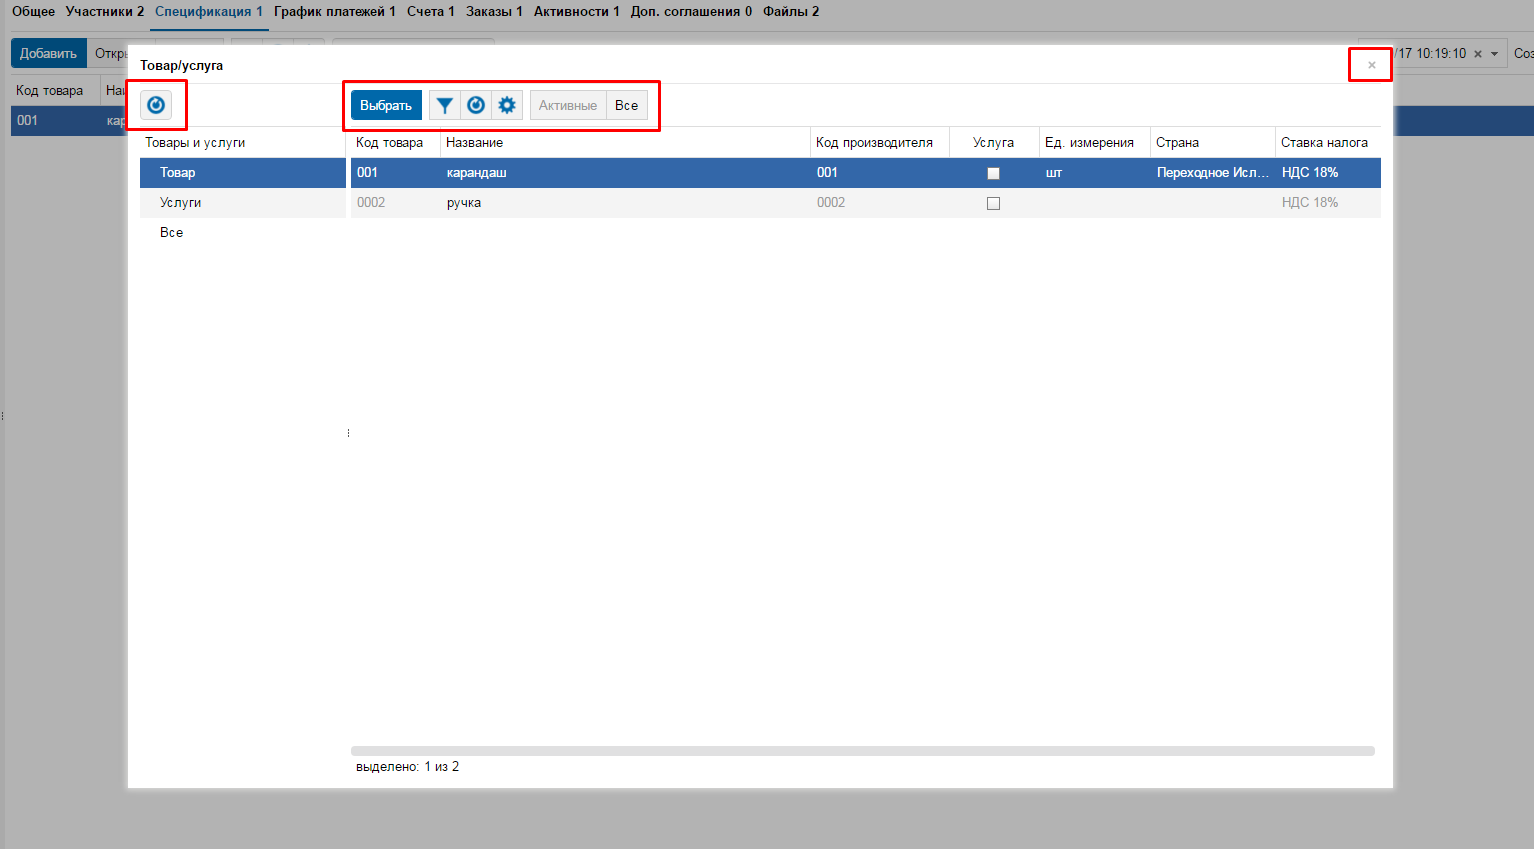 Общее Участники 2 Спецификация 1 График платежей 1 Счета 1 Заказы 1 Активности 1 Доп. соглашения 0 Файлы 2
Добавить
/17 10:19:10 × Соз
Товар/услуга ×
Код товара
Выбрать Активные Все
001
Товары и услуги Код товара Название Код производителя Услуга Ед. измерения Страна Ставка налога
Товар 001 карандаш 001 шт Переходное Исл... НДС 18%
Услуги 0002 ручка 0002 НДС 18%
Все
выделено: 1 из 2